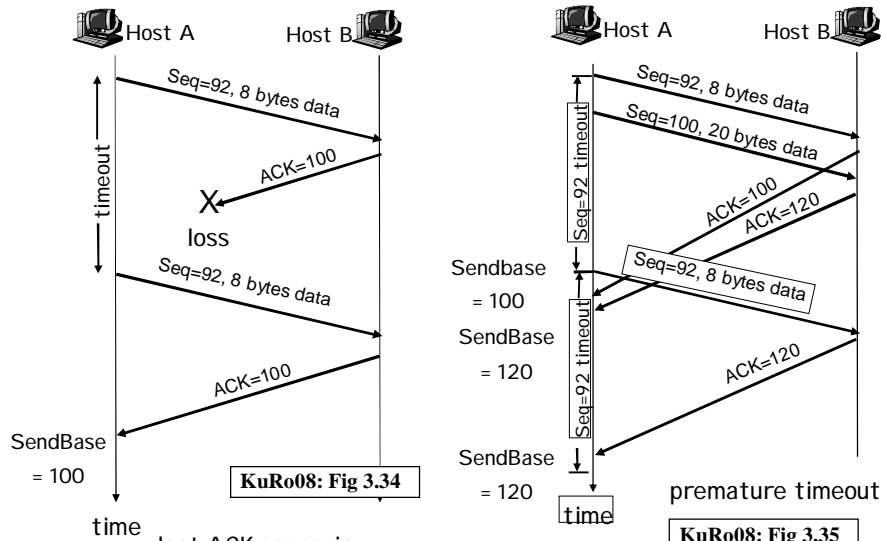 Host A
Host B
Seq=92, 8 bytes data
timeout
ACK=100
X
loss
Seq=92, 8 bytes data
ACK=100
SendBase
= 100
KuRo08: Fig 3.34
time
lost ACK scenario
Host A
Host B
Seq=92, 8 bytes data
Seq=100, 20 bytes data
Seq=92 timeout
ACK=100
ACK=120
Sendbase
= 100
Seq=92, 8 bytes data
SendBase
= 120
Seq=92 timeout
ACK=120
SendBase
= 120
premature timeout
time
KuRo08: Fig 3.35